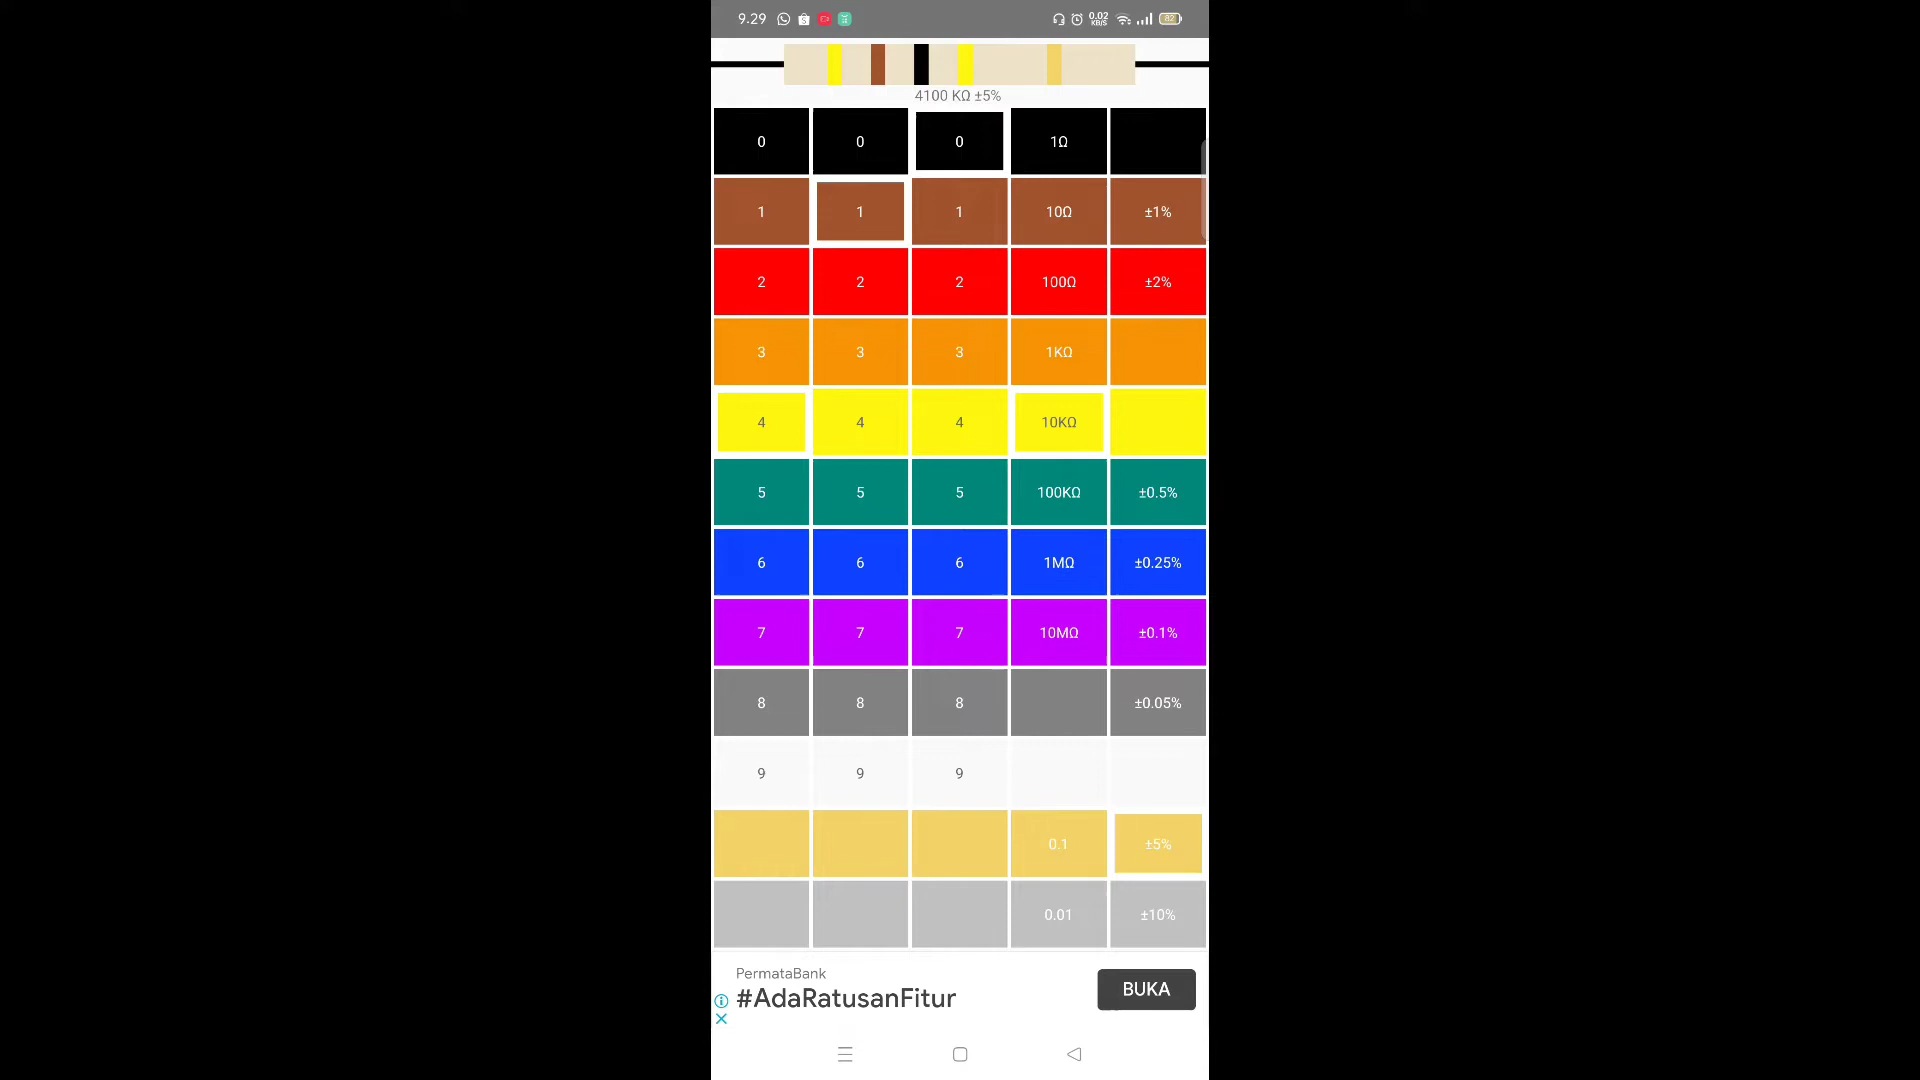 9.29 0.02 KB/S 82
4100 KΩ ±5%
0 0 0 1Ω
1 1 1 10Ω ±1%
2 2 2 100Ω ±2%
3 3 3 1KΩ
4 4 4 10KΩ
5 5 5 100KΩ ±0.5%
6 6 6 1MΩ ±0.25%
7 7 7 10MΩ ±0.1%
8 8 8 ±0.05%
9 9 9
0.1 ±5%
0.01 ±10%
PermataBank
#AdaRatusanFitur
BUKA